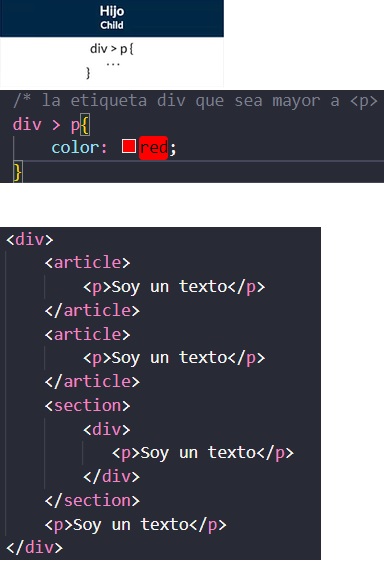 Hijo
Child
div > p {
...
}
/* la etiqueta div que sea mayor a <p>
div > p{
color: red;
}
<div>
<article>
<p>Soy un texto</p>
</article>
<article>
<p>Soy un texto</p>
</article>
<section>
<div>
<p>Soy un texto</p>
</div>
</section>
<p>Soy un texto</p>
</div>